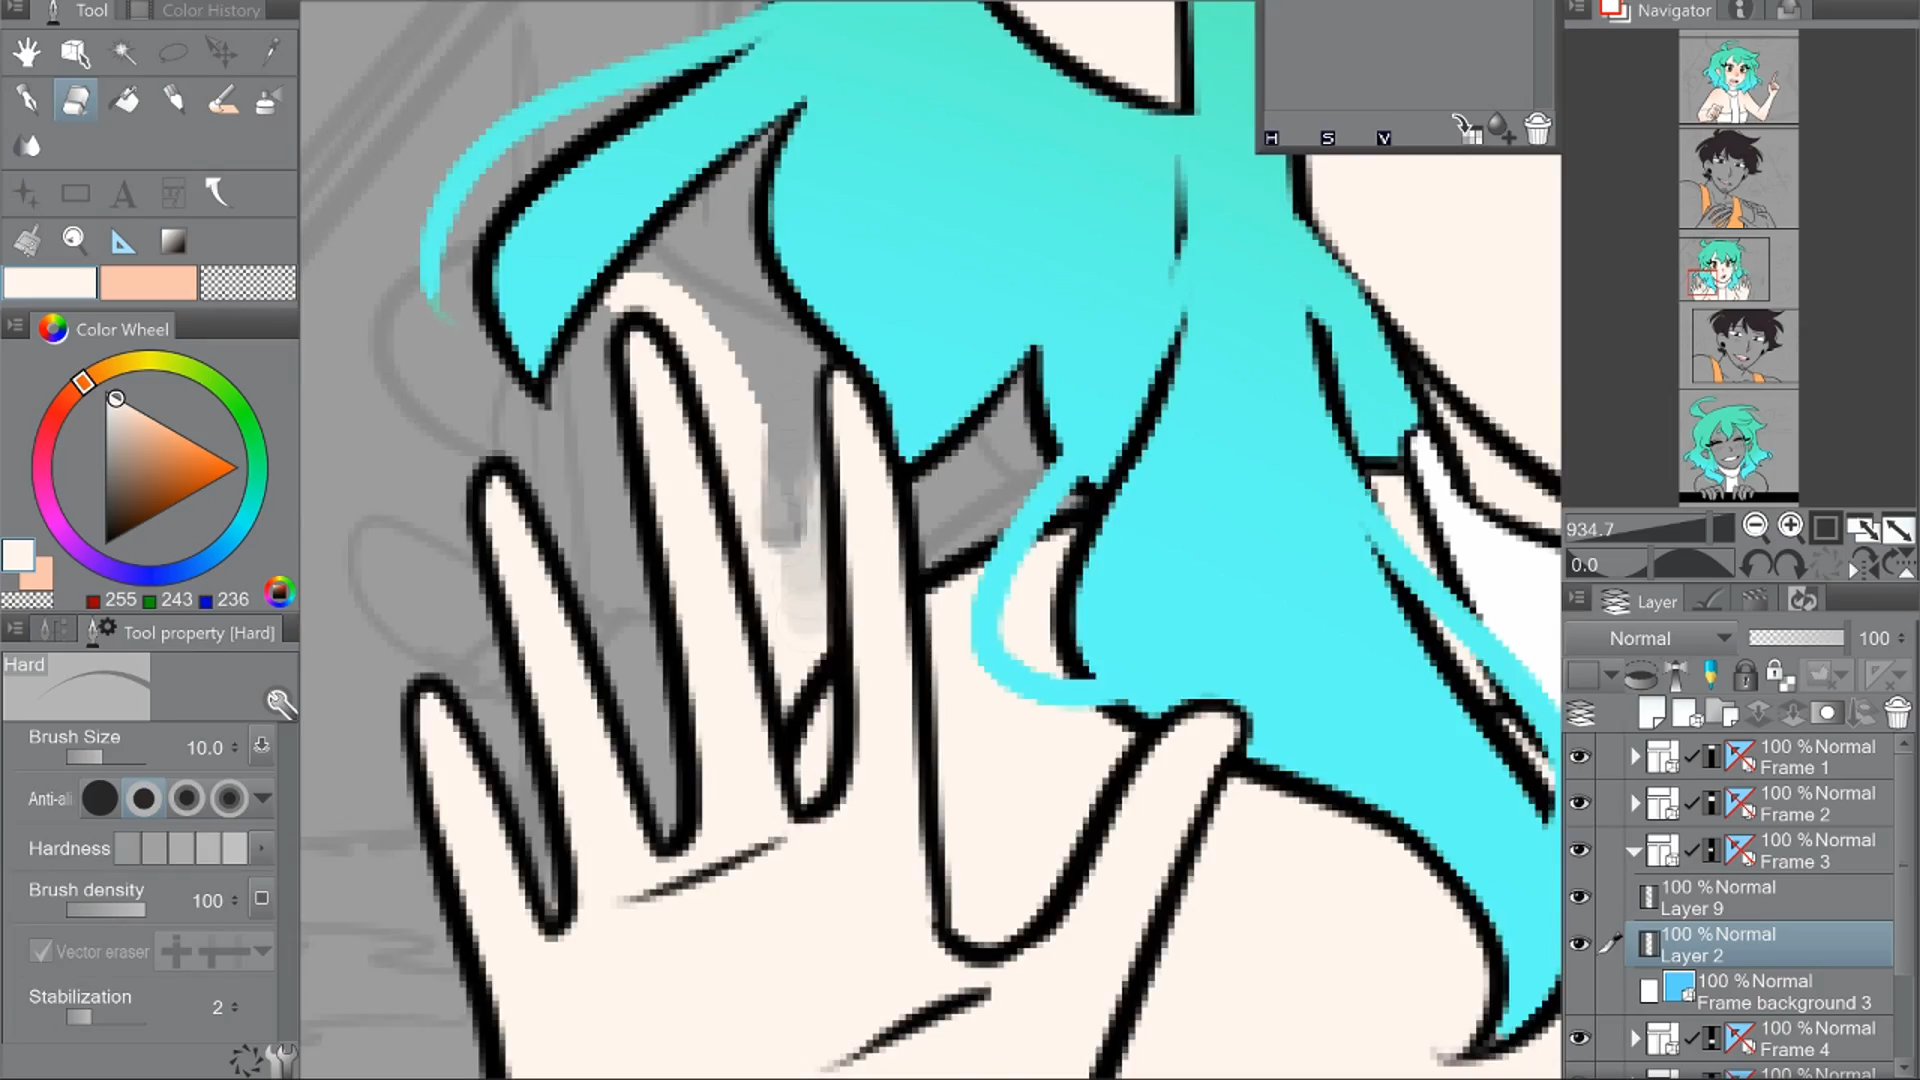 Tool
Color History
H S V
Navigator
934.7
0.0
Color Wheel
255 243 236
Tool property [Hard]
Hard
Brush Size
10.0
Anti-ali
Hardness
Brush density
100
Vector eraser
Stabilization
2
Layer
Normal
100
100 %Normal
Frame 1
100 %Normal
Frame 2
100 %Normal
Frame 3
100 %Normal
Layer 9
100 %Normal
Layer 2
100 %Normal
Frame background 3
100 %Normal
Frame 4
100 %Normal